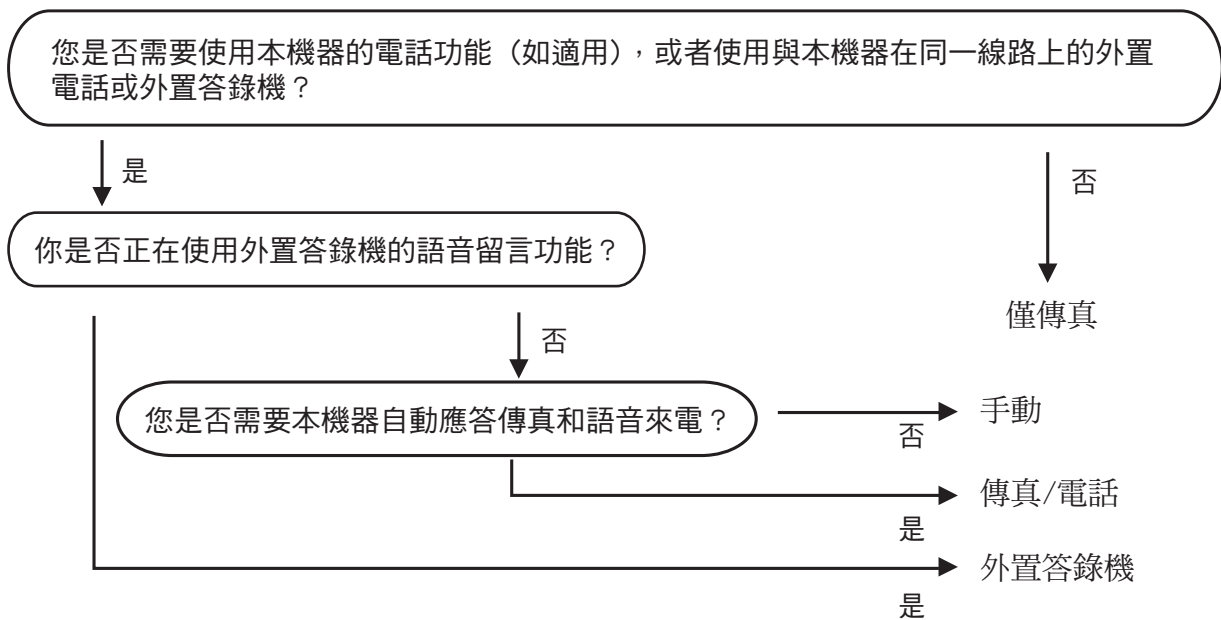 您是否需要使用本機器的電話功能（如適用），或者使用與本機器在同一線路上的外置
電話或外置答錄機？
是
否
你是否正在使用外置答錄機的語音留言功能？
僅傳真
否
您是否需要本機器自動應答傳真和語音來電？
手動
否
傳真/電話
是
外置答錄機
是